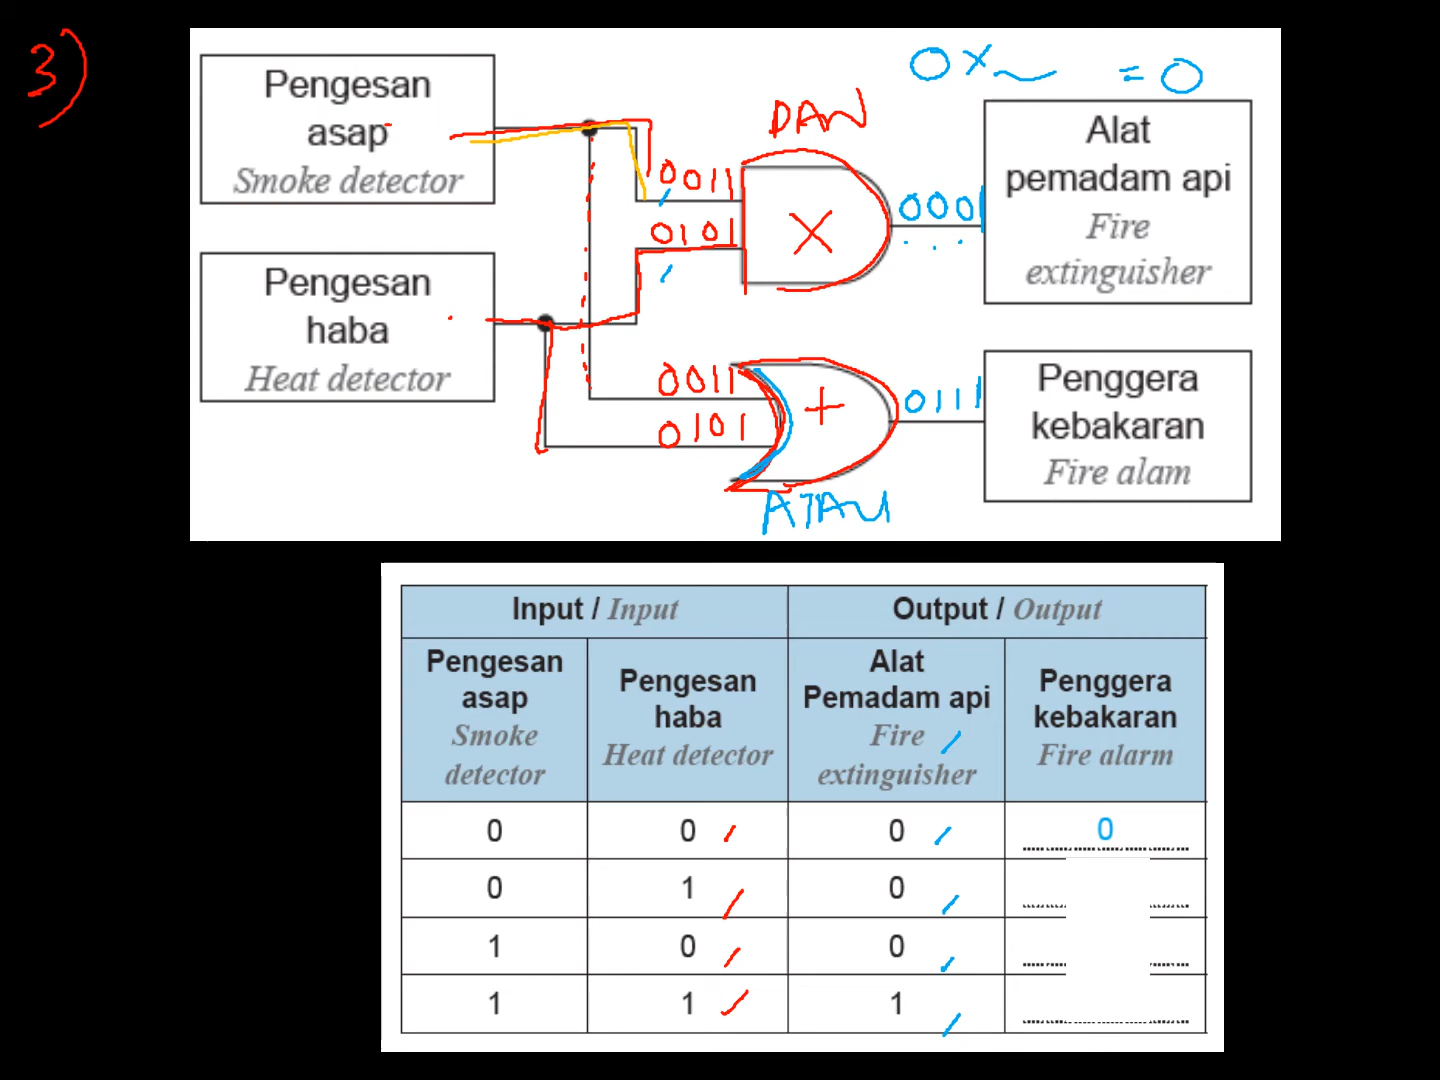 3)
Pengesan
asap
Smoke detector
Pengesan
haba
Heat detector
DAN
0011
0101
X
0001
0 X = 0
Alat
pemadam api
Fire
extinguisher
0011
0101
+
0111
ATAU
Penggera
kebakaran
Fire alam
Input / Input
Output / Output
Pengesan
asap
Smoke
detector
Pengesan
haba
Heat detector
Alat
Pemadam api
Fire
extinguisher
Penggera
kebakaran
Fire alarm
0 0 0 0
0 1 0
1 0 0
1 1 1